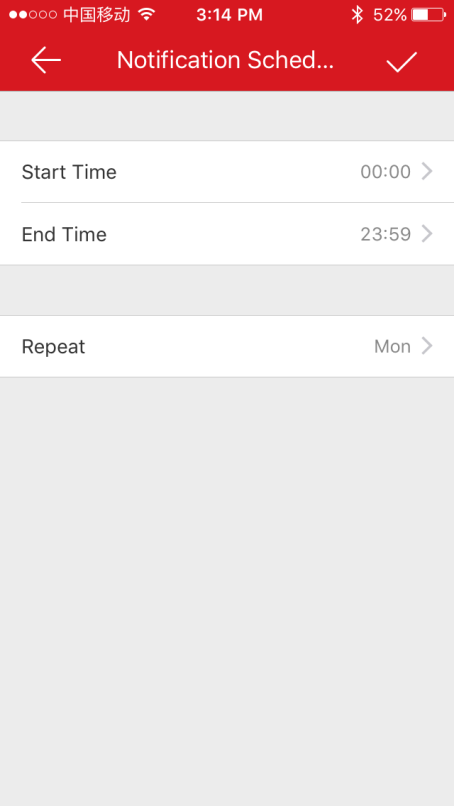 中国移动 3:14 PM 52%
Notification Sched...
Start Time 00:00
End Time 23:59
Repeat Mon